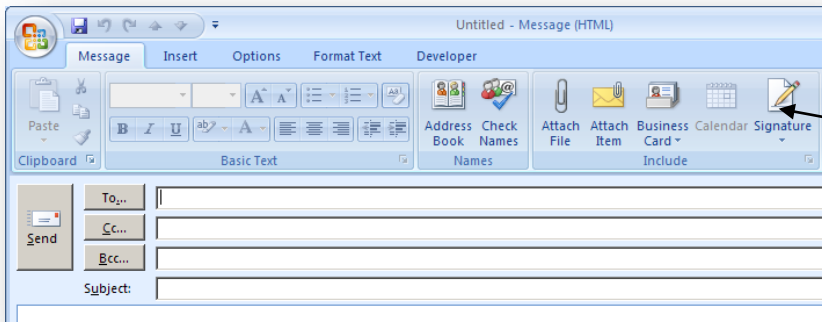 Untitled - Message (HTML)
Message Insert Options Format Text Developer
Paste
B I U ab A
Address Book
Check Names
Attach File
Attach Item
Business Card
Calendar
Signature
Clipboard Basic Text Names Include
To...
Cc...
Send
Bcc...
Subject: